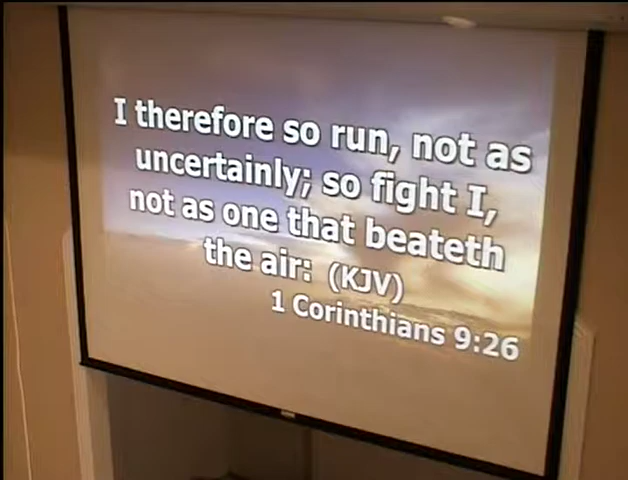 I therefore so run, not as
uncertainly; so fight I,
not as one that beateth
the air: (KJV)
1 Corinthians 9:26